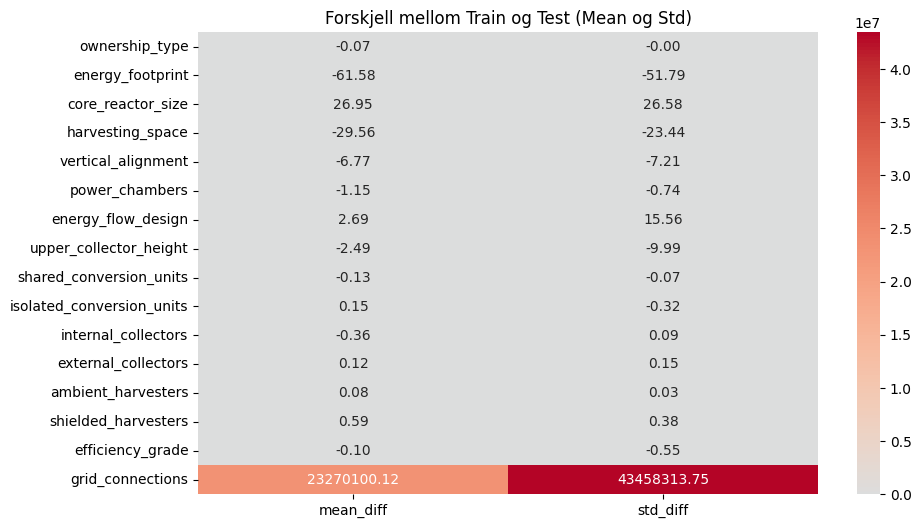 Forskjell mellom Train og Test (Mean og Std)
1e7
ownership_type -0.07 -0.00
energy_footprint -61.58 -51.79
core_reactor_size 26.95 26.58
harvesting_space -29.56 -23.44
vertical_alignment -6.77 -7.21
power_chambers -1.15 -0.74
energy_flow_design 2.69 15.56
upper_collector_height -2.49 -9.99
shared_conversion_units -0.13 -0.07
isolated_conversion_units 0.15 -0.32
internal_collectors -0.36 0.09
external_collectors 0.12 0.15
ambient_harvesters 0.08 0.03
shielded_harvesters 0.59 0.38
efficiency_grade -0.10 -0.55
grid_connections 23270100.12 43458313.75
mean_diff std_diff
4.0
3.5
3.0
2.5
2.0
1.5
1.0
0.5
0.0